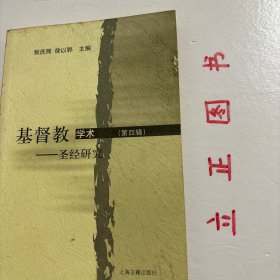 张庆熊 徐以骅 主编
基督教 学术 (第四辑)
——圣经研究
上海古籍出版社
立正图书